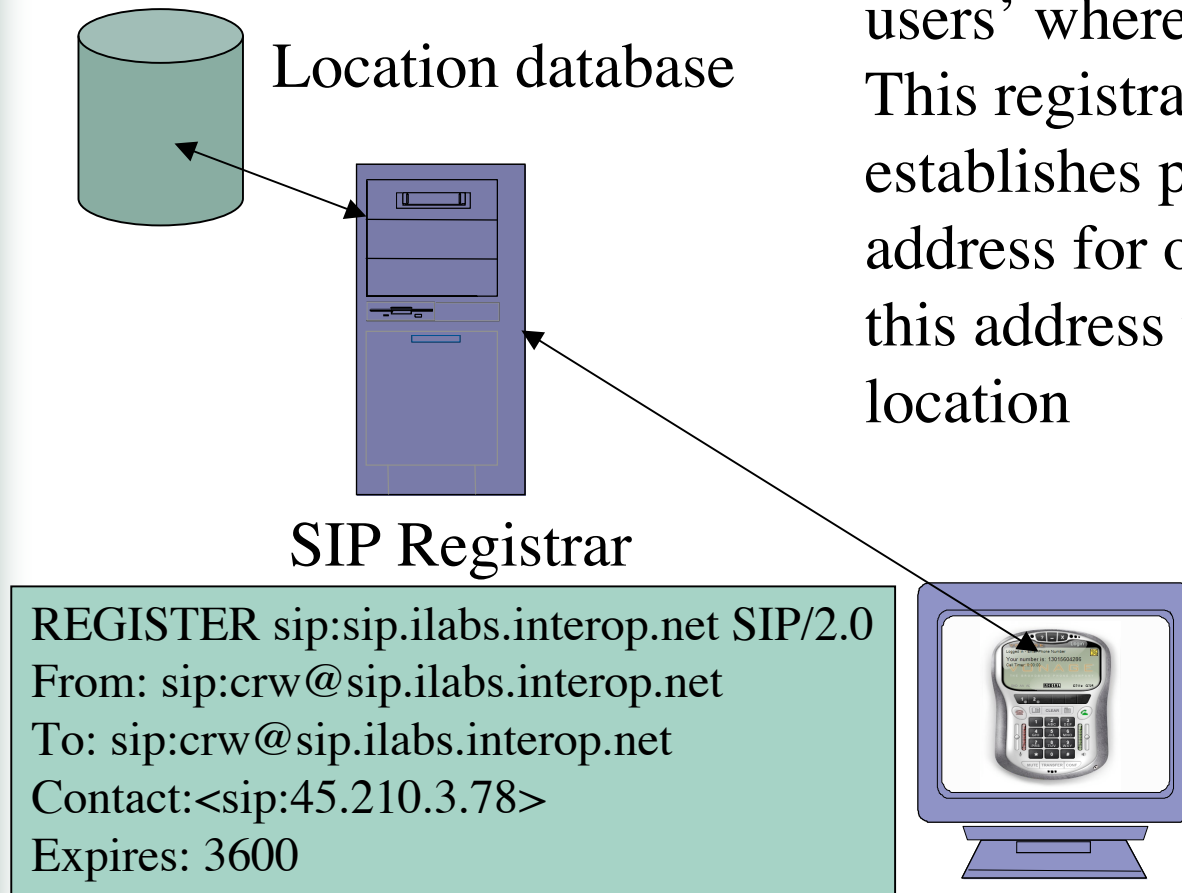 users’ where
This registra
establishes p
address for o
this address
location
Location database
SIP Registrar
REGISTER sip:sip.ilabs.interop.net SIP/2.0
From: sip:crw@sip.ilabs.interop.net
To: sip:crw@sip.ilabs.interop.net
Contact:<sip:45.210.3.78>
Expires: 3600